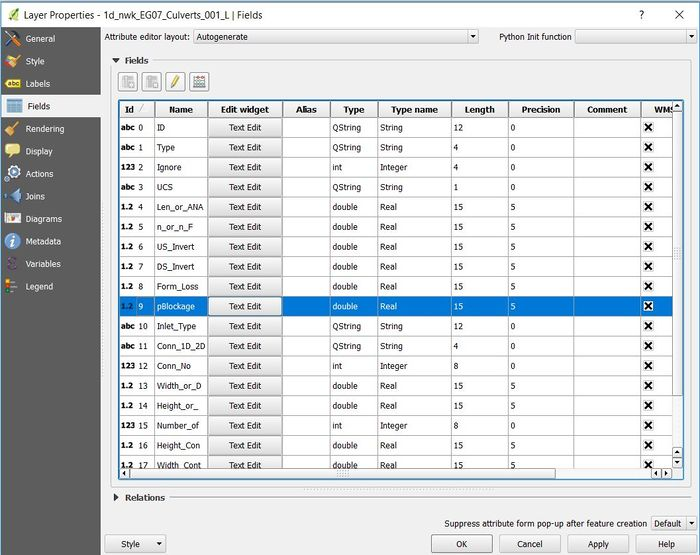 Layer Properties - 1d_nwk_EG07_Culverts_001_L | Fields
General
Style
Labels
Fields
Rendering
Display
Actions
Joins
Diagrams
Metadata
Variables
Legend
Attribute editor layout: Autogenerate Python Init function
Fields
Id Name Edit widget Alias Type Type name Length Precision Comment WMS
abc 0 ID Text Edit QString String 12 0
abc 1 Type Text Edit QString String 4 0
123 2 Ignore Text Edit int Integer 4 0
abc 3 UCS Text Edit QString String 1 0
1.2 4 Len_or_ANA Text Edit double Real 15 5
1.2 5 n_or_n_F Text Edit double Real 15 5
1.2 6 US_Invert Text Edit double Real 15 5
1.2 7 DS_Invert Text Edit double Real 15 5
1.2 8 Form_Loss Text Edit double Real 15 5
1.2 9 pBlockage Text Edit double Real 15 5
abc 10 Inlet_Type Text Edit QString String 12 0
abc 11 Conn_1D_2D Text Edit QString String 4 0
123 12 Conn_No Text Edit int Integer 8 0
1.2 13 Width_or_D Text Edit double Real 15 5
1.2 14 Height_or_ Text Edit double Real 15 5
123 15 Number_of Text Edit int Integer 8 0
1.2 16 Height_Con Text Edit double Real 15 5
1.2 17 Width_Cont Text Edit double Real 15 5
Relations
Suppress attribute form pop-up after feature creation Default
Style OK Cancel Apply Help